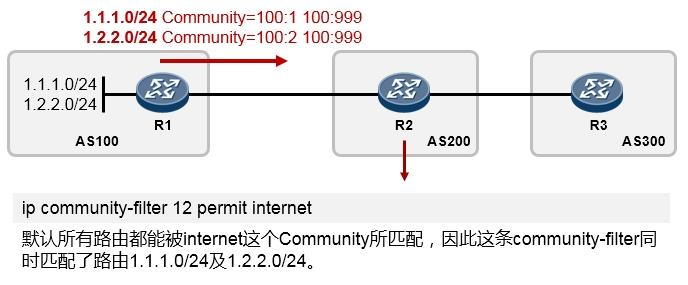 1.1.1.0/24 Community=100:1 100:999
1.2.2.0/24 Community=100:2 100:999
1.1.1.0/24
1.2.2.0/24
R1
R2
R3
AS100
AS200
AS300
ip community-filter 12 permit internet
默认所有路由都能被internet这个Community所匹配，因此这条community-filter同
时匹配了路由1.1.1.0/24及1.2.2.0/24。